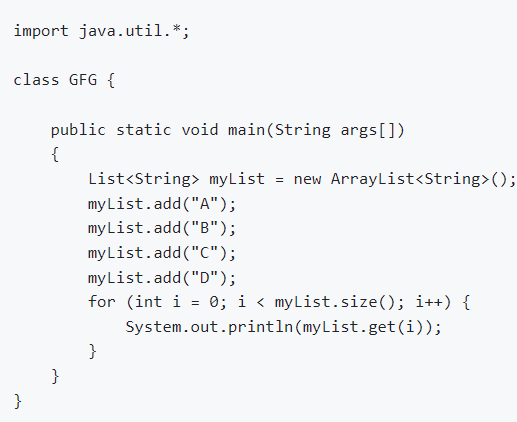 import java.util.*;
class GFG {
public static void main(String args[])
{
List<String> myList = new ArrayList<String>();
myList.add("A");
myList.add("B");
myList.add("C");
myList.add("D");
for (int i = 0; i < myList.size(); i++) {
System.out.println(myList.get(i));
}
}
}